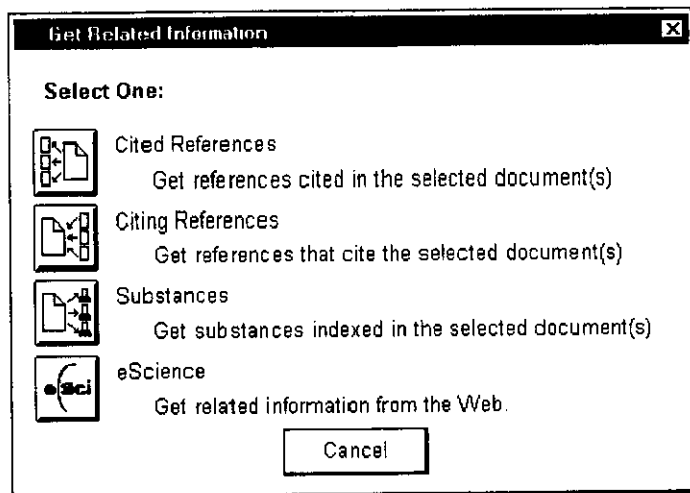 Get Related Information
Select One:
Cited References
Get references cited in the selected document(s)
Citing References
Get references that cite the selected document(s)
Substances
Get substances indexed in the selected document(s)
eSci
eScience
Get related information from the Web.
Cancel